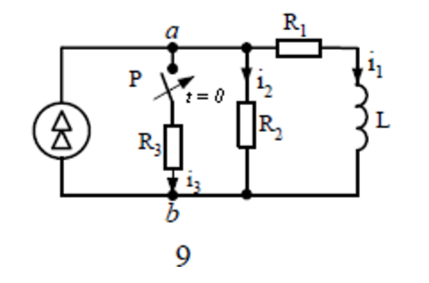 a
R₁
P
t = 0
i₂
i₁
R₃
R₂
L
i₃
b
9